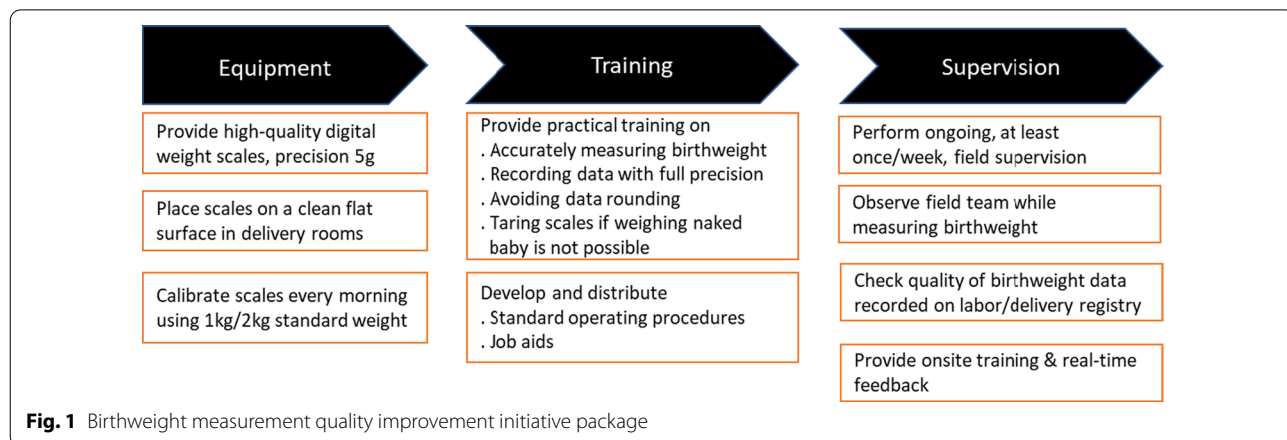 Equipment
Provide high-quality digital
weight scales, precision 5g
Place scales on a clean flat
surface in delivery rooms
Calibrate scales every morning
using 1kg/2kg standard weight
Training
Provide practical training on
. Accurately measuring birthweight
. Recording data with full precision
. Avoiding data rounding
. Taring scales if weighing naked
baby is not possible
Develop and distribute
. Standard operating procedures
. Job aids
Supervision
Perform ongoing, at least
once/week, field supervision
Observe field team while
measuring birthweight
Check quality of birthweight data
recorded on labor/delivery registry
Provide onsite training & real-time
feedback
Fig. 1 Birthweight measurement quality improvement initiative package